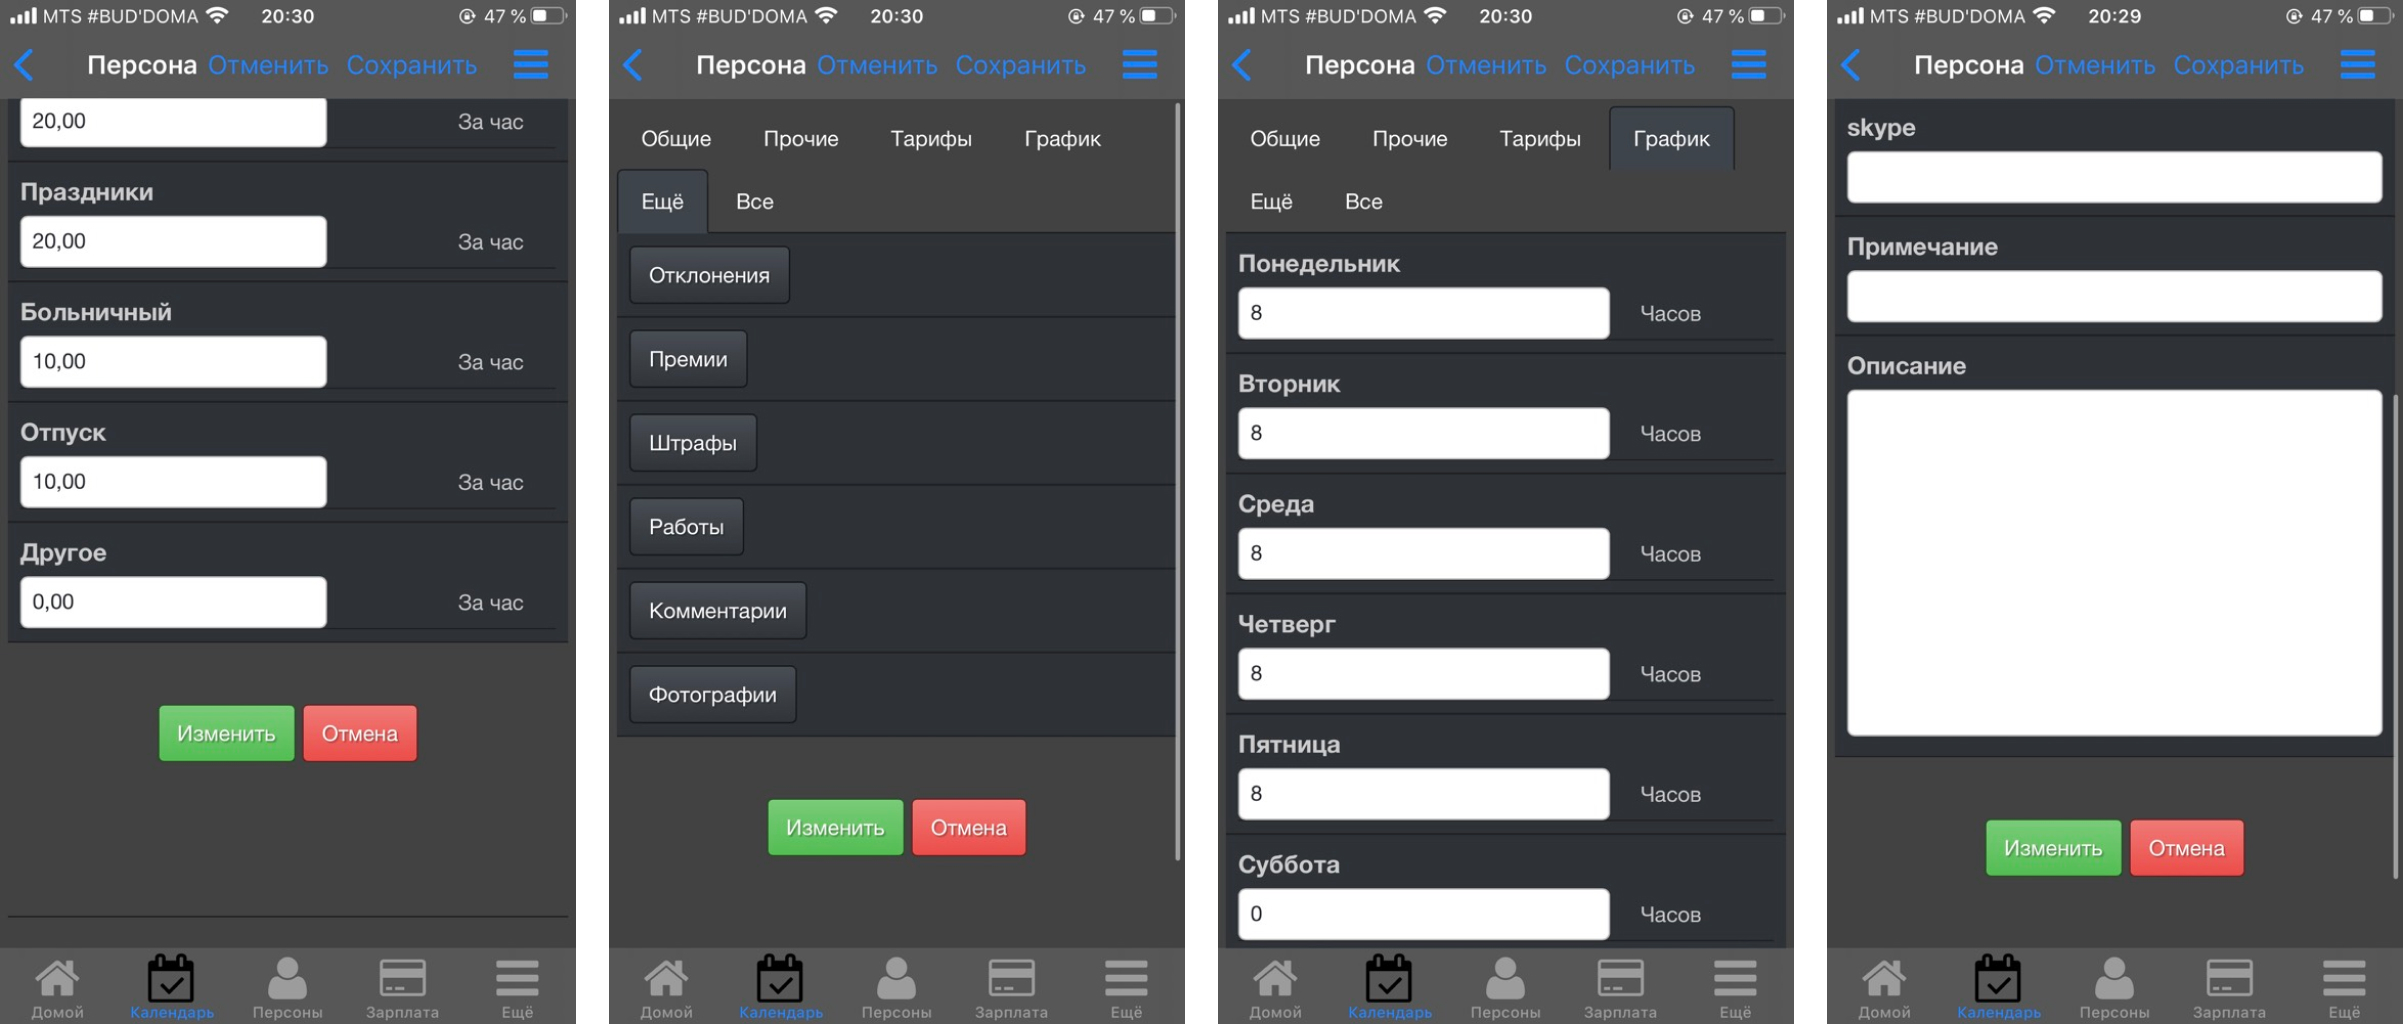 MTS #BUD'DOMA 20:30 47 %
Персона Отменить Сохранить
20,00 За час
Праздники
20,00 За час
Больничный
10,00 За час
Отпуск
10,00 За час
Другое
0,00 За час
Изменить Отмена
Домой Календарь Персоны Зарплата Ещё
MTS #BUD'DOMA 20:30 47 %
Персона Отменить Сохранить
Общие Прочие Тарифы График
Ещё Все
Отклонения
Премии
Штрафы
Работы
Комментарии
Фотографии
Изменить Отмена
Домой Календарь Персоны Зарплата Ещё
MTS #BUD'DOMA 20:30 47 %
Персона Отменить Сохранить
Общие Прочие Тарифы График
Ещё Все
Понедельник
8 Часов
Вторник
8 Часов
Среда
8 Часов
Четверг
8 Часов
Пятница
8 Часов
Суббота
0 Часов
Домой Календарь Персоны Зарплата Ещё
MTS #BUD'DOMA 20:29 47 %
Персона Отменить Сохранить
skype
Примечание
Описание
Изменить Отмена
Домой Календарь Персоны Зарплата Ещё